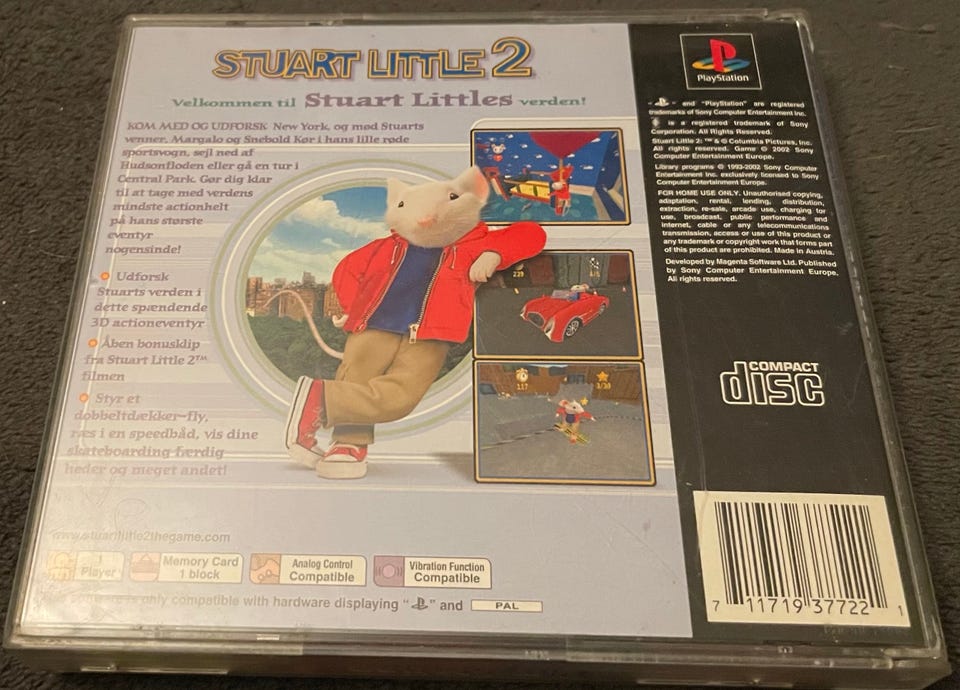 STUART LITTLE 2
Velkommen til Stuart Littles verden!
KOM MED OG UDFORSK New York, og mød Stuarts
venner, Margalo og Snebold Kør i hans lille røde
sportsvogn, sejl ned af
Hudsonfloden eller gå en tur i
Central Park. Gør dig klar
til at tage med verdens
mindste actionhelt
på hans største
eventyr
nogensinde!
Udforsk
Stuarts verden i
dette spændende
3D actioneventyr
Åben bonusklip
fra Stuart Little 2™
filmen
Styr et
dobbeltdækker-fly,
ræs i en speedbåd, vis dine
skateboarding færdig
heder og meget andet!
239
117
3/30
www.stuartlittle2thegame.com
1
Player
Memory Card
1 block
Analog Control
Compatible
Vibration Function
Compatible
Software is only compatible with hardware displaying " " and PAL
PlayStation
" " and "PlayStation" are registered
trademarks of Sony Computer Entertainment Inc.
is a registered trademark of Sony
Corporation. All Rights Reserved.
Stuart Little 2: ™ & © Columbia Pictures, Inc.
All rights reserved. Game © 2002 Sony
Computer Entertainment Europe.
Library programs © 1993-2002 Sony Computer
Entertainment Inc. exclusively licensed to Sony
Computer Entertainment Europe.
FOR HOME USE ONLY. Unauthorised copying,
adaptation, rental, lending, distribution,
extraction, re-sale, arcade use, charging for
use, broadcast, public performance and
internet, cable or any telecommunications
transmission, access or use of this product or
any trademark or copyright work that forms part
of this product are prohibited. Made in Austria.
Developed by Magenta Software Ltd. Published
by Sony Computer Entertainment Europe.
All rights reserved.
COMPACT
disc
7 11719 37722 1